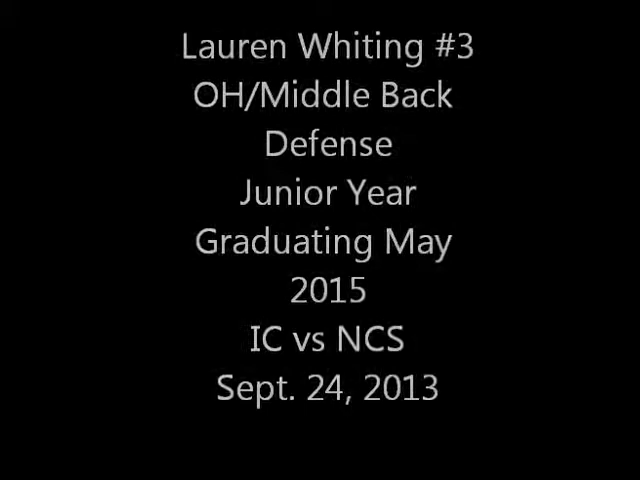 Lauren Whiting #3
OH/Middle Back
Defense
Junior Year
Graduating May
2015
IC vs NCS
Sept. 24, 2013